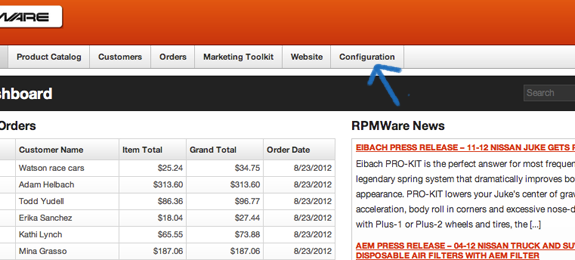 WARE
Product Catalog Customers Orders Marketing Toolkit Website Configuration
shboard
Search
Orders
RPMWare News
Customer Name Item Total Grand Total Order Date
Watson race cars $25.24 $34.75 8/23/2012
Adam Helbach $313.60 $313.60 8/23/2012
Todd Yudell $86.36 $96.77 8/23/2012
Erika Sanchez $18.04 $27.44 8/23/2012
Kathi Lynch $65.55 $73.88 8/23/2012
Mina Grasso $187.06 $187.06 8/23/2012
EIBACH PRESS RELEASE – 11-12 NISSAN JUKE GETS
Eibach PRO-KIT is the perfect answer for most frequen
legendary spring system that dramatically improves bo
appearance. PRO-KIT lowers your Juke's center of grav
acceleration, body roll in corners and excessive nose-d
with Plus-1 or Plus-2 wheels and tires, the [...]
AEM PRESS RELEASE – 04-12 NISSAN TRUCK AND SU
DISPOSABLE AIR FILTERS WITH AEM FILTER